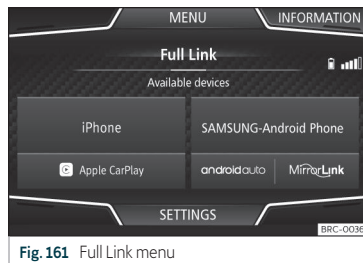 MENU INFORMATION
Full Link
Available devices
iPhone SAMSUNG-Android Phone
Apple CarPlay androidauto MirrorLink
SETTINGS
BRC-0036
Fig. 161 Full Link menu